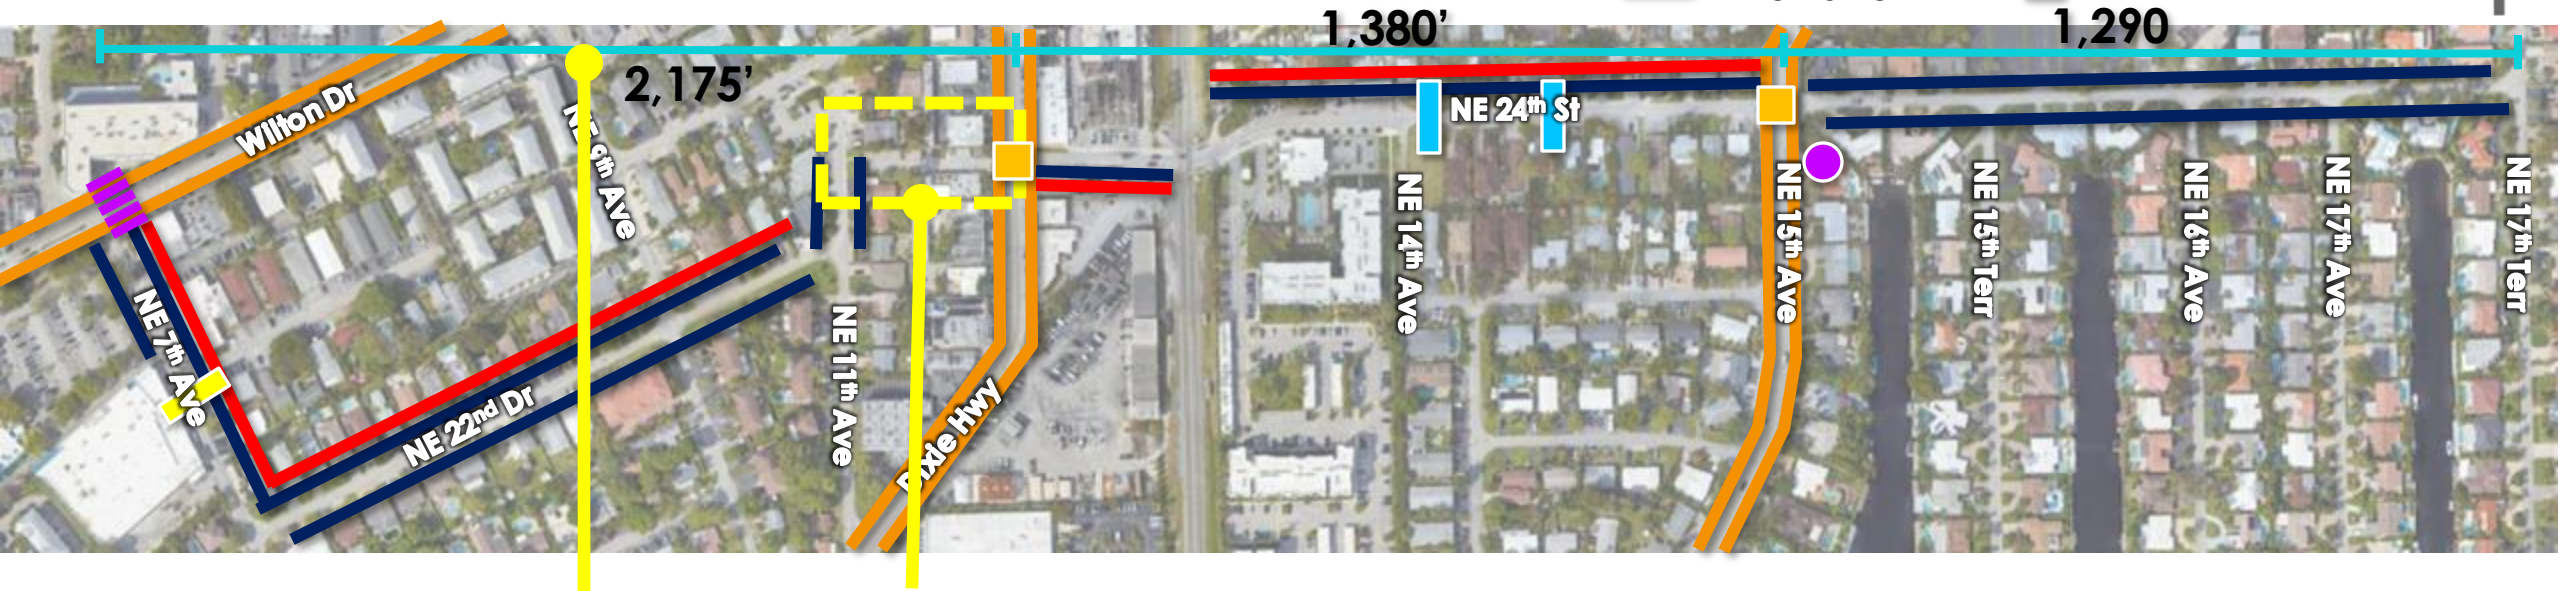 1,380’
1,290
2,175’
Wilton Dr
NE 9th Ave
NE 24th St
NE 7th Ave
NE 22nd Dr
NE 11th Ave
Dixie Hwy
NE 14th Ave
NE 15th Ave
NE 15th Terr
NE 16th Ave
NE 17th Ave
NE 17th Terr